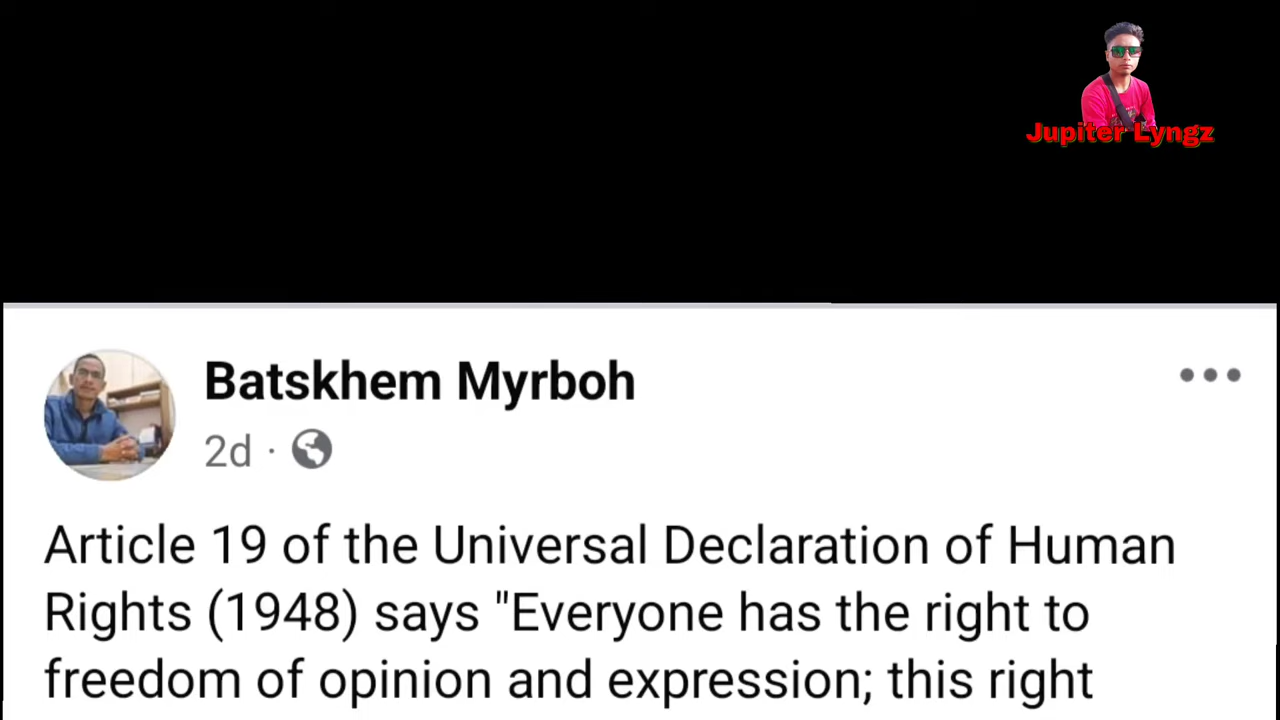 Jupiter Lyngz
Batskhem Myrboh
2d ·
Article 19 of the Universal Declaration of Human
Rights (1948) says "Everyone has the right to
freedom of opinion and expression; this right